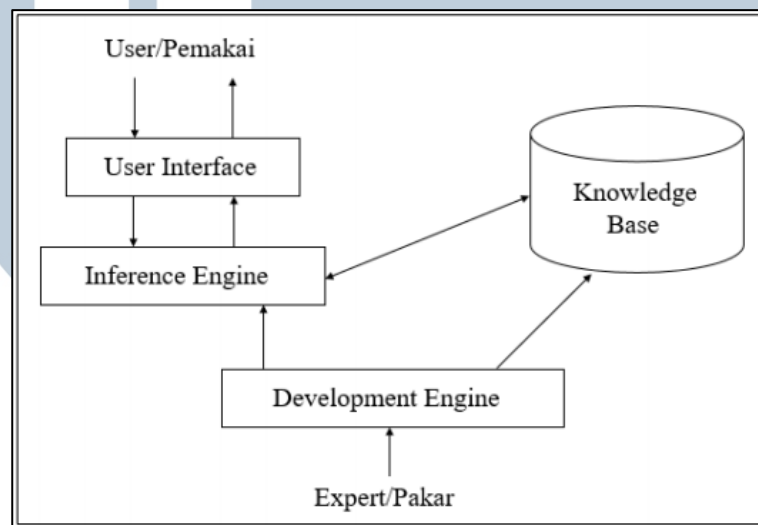 User/Pemakai
User Interface
Knowledge
Base
Inference Engine
Development Engine
Expert/Pakar